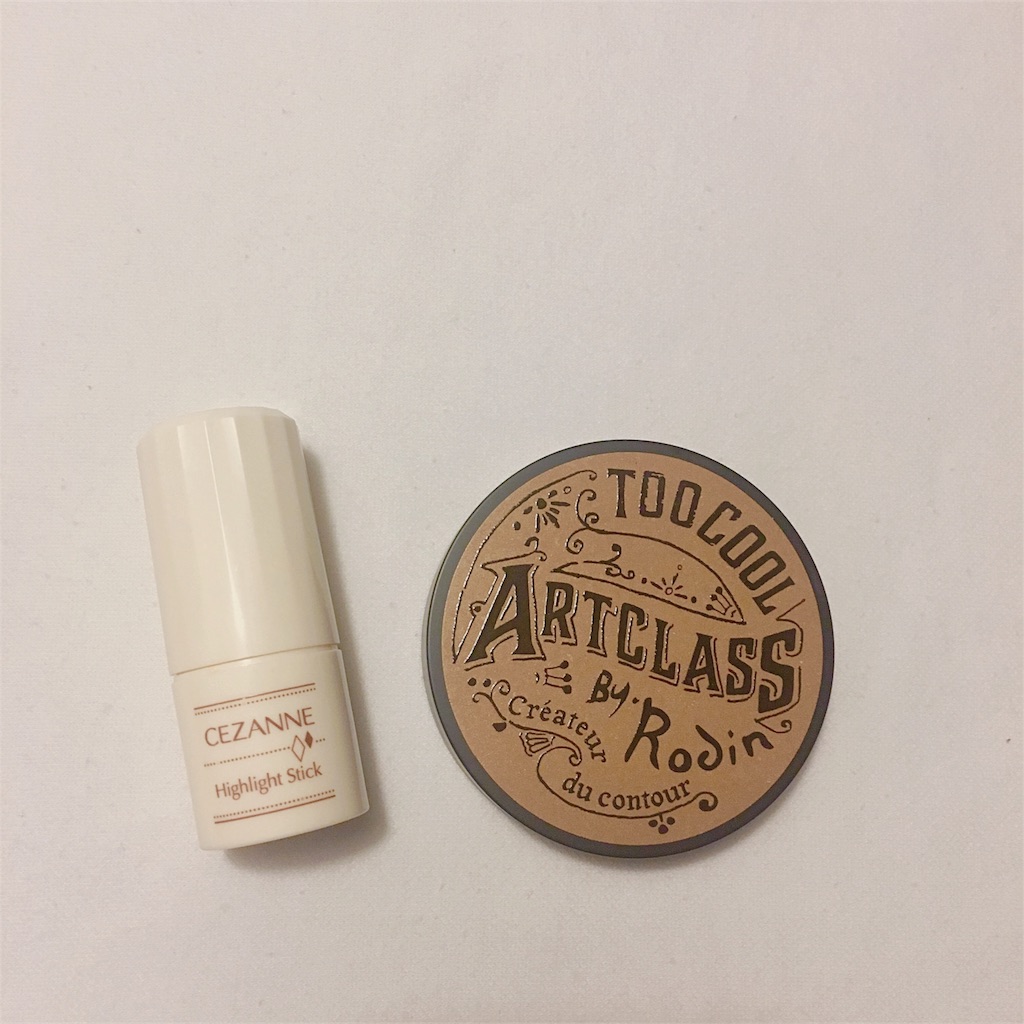 CEZANNE
Highlight Stick
TOO COOL
ARTCLASS
BY. Rodin
Créateur
du contour